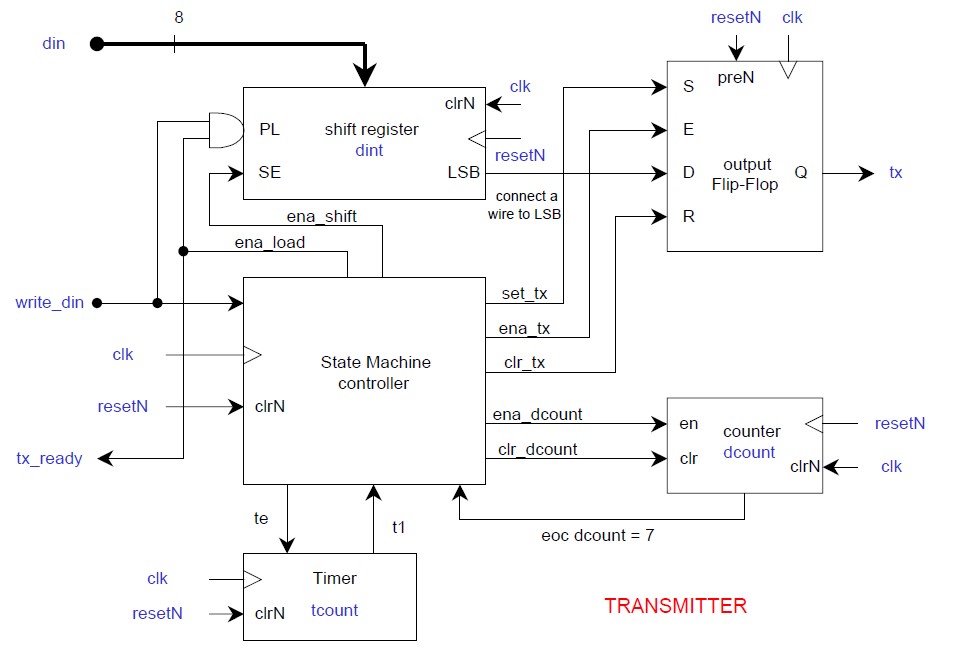 8
resetN clk
din
preN
S
clk
clrN
PL
shift register
dint
E
resetN
output
Flip-Flop
SE
LSB
D
Q
tx
connect a
wire to LSB
R
ena_shift
ena_load
write_din
set_tx
ena_tx
clk
State Machine
controller
clr_tx
resetN
clrN
ena_dcount
en
counter
dcount
resetN
tx_ready
clr_dcount
clr
clrN
clk
te
t1
eoc dcount = 7
clk
Timer
tcount
resetN
clrN
TRANSMITTER